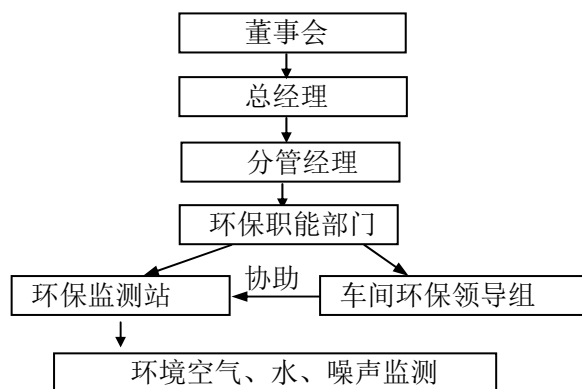 董事会
总经理
分管经理
环保职能部门
协助
环保监测站
车间环保领导组
环境空气、水、噪声监测